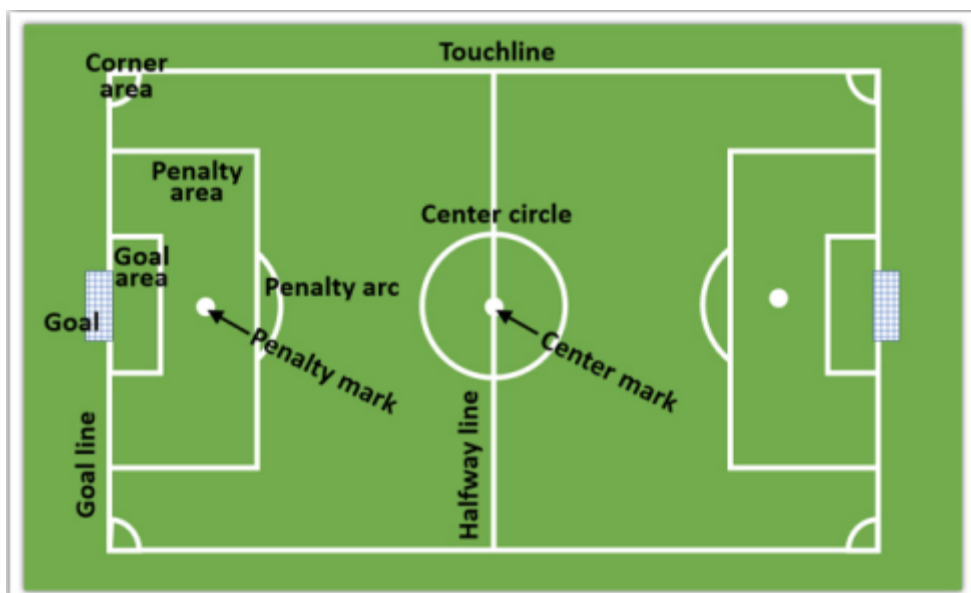 Touchline
Corner
area
Penalty
area
Center circle
Goal
area
Penalty arc
Goal
Penalty mark
Center mark
Goal line
Halfway line